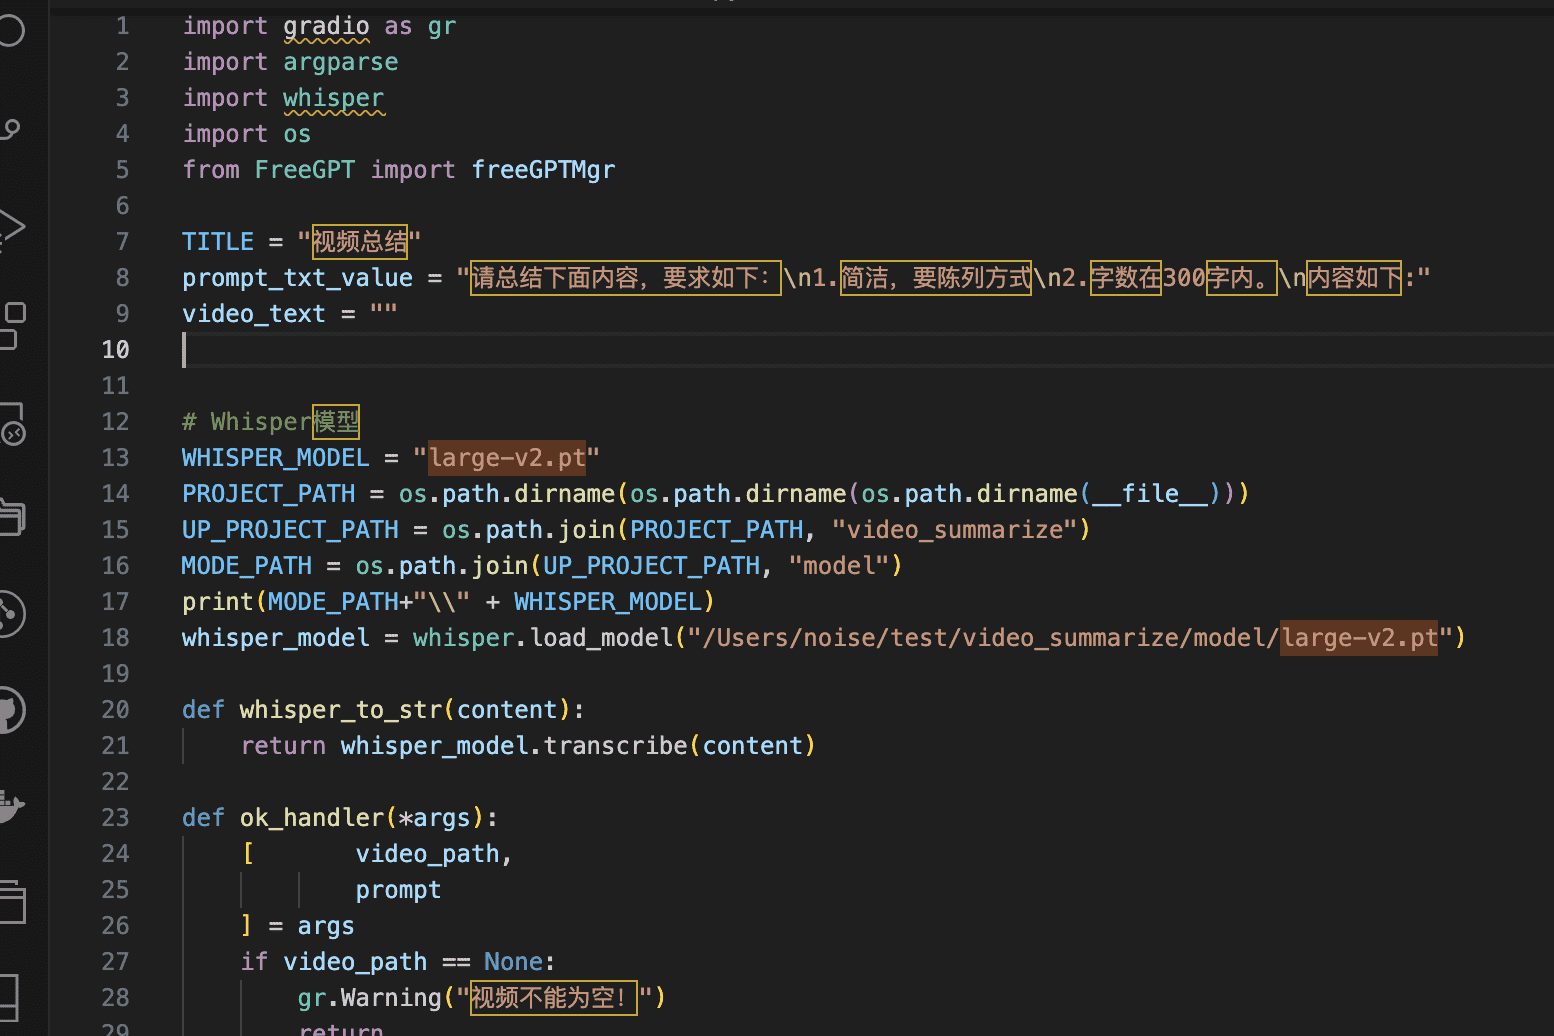 1 import gradio as gr
2 import argparse
3 import whisper
4 import os
5 from FreeGPT import freeGPTMgr
6
7 TITLE = "视频总结"
8 prompt_txt_value = "请总结下面内容，要求如下：\n1.简洁，要陈列方式\n2.字数在300字内。\n内容如下:"
9 video_text = ""
10
11
12 # Whisper模型
13 WHISPER_MODEL = "large-v2.pt"
14 PROJECT_PATH = os.path.dirname(os.path.dirname(os.path.dirname(__file__)))
15 UP_PROJECT_PATH = os.path.join(PROJECT_PATH, "video_summarize")
16 MODE_PATH = os.path.join(UP_PROJECT_PATH, "model")
17 print(MODE_PATH+"\\" + WHISPER_MODEL)
18 whisper_model = whisper.load_model("/Users/noise/test/video_summarize/model/large-v2.pt")
19
20 def whisper_to_str(content):
21     return whisper_model.transcribe(content)
22
23 def ok_handler(*args):
24     [       video_path,
25             prompt
26     ] = args
27     if video_path == None:
28         gr.Warning("视频不能为空！")
29         return